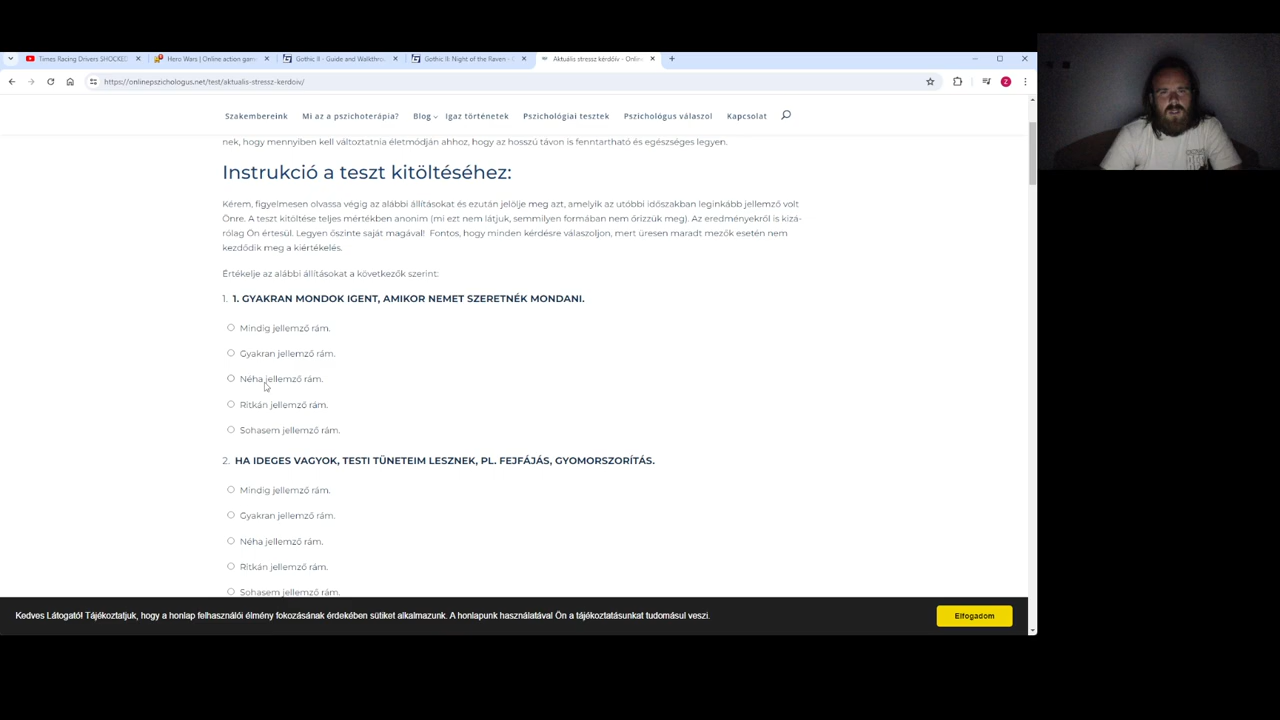 Times Racing Drivers SHOCKED
Hero Wars | Online action gam
Gothic II - Guide and Walkthro
Gothic II: Night of the Raven -
Aktuális stressz kérdőív - Onlin
https://onlinepszichologus.net/test/aktualis-stressz-kerdoiv/
Z
Szakembereink Mi az a pszichoterápia? Blog Igaz történetek Pszichológiai tesztek Pszichológus válaszol Kapcsolat
nek, hogy mennyiben kell változtatnia életmódján ahhoz, hogy az hosszú távon is fenntartható és egészséges legyen.
Instrukció a teszt kitöltéséhez:
Kérem, figyelmesen olvassa végig az alábbi állításokat és ezután jelölje meg azt, amelyik az utóbbi időszakban leginkább jellemző volt
Önre. A teszt kitöltése teljes mértékben anonim (mi ezt nem látjuk, semmilyen formában nem őrizzük meg). Az eredményekről is kizá-
rólag Ön értesül. Legyen őszinte saját magával! Fontos, hogy minden kérdésre válaszoljon, mert üresen maradt mezők esetén nem
kezdődik meg a kiértékelés.
Értékelje az alábbi állításokat a következők szerint:
1. 1. GYAKRAN MONDOK IGENT, AMIKOR NEMET SZERETNÉK MONDANI.
Mindig jellemző rám.
Gyakran jellemző rám.
Néha jellemző rám.
Ritkán jellemző rám.
Sohasem jellemző rám.
2. HA IDEGES VAGYOK, TESTI TÜNETEIM LESZNEK, PL. FEJFÁJÁS, GYOMORSZORÍTÁS.
Mindig jellemző rám.
Gyakran jellemző rám.
Néha jellemző rám.
Ritkán jellemző rám.
Sohasem jellemző rám.
Kedves Látogató! Tájékoztatjuk, hogy a honlap felhasználói élmény fokozásának érdekében sütiket alkalmazunk. A honlapunk használatával Ön a tájékoztatásunkat tudomásul veszi.
Elfogadom